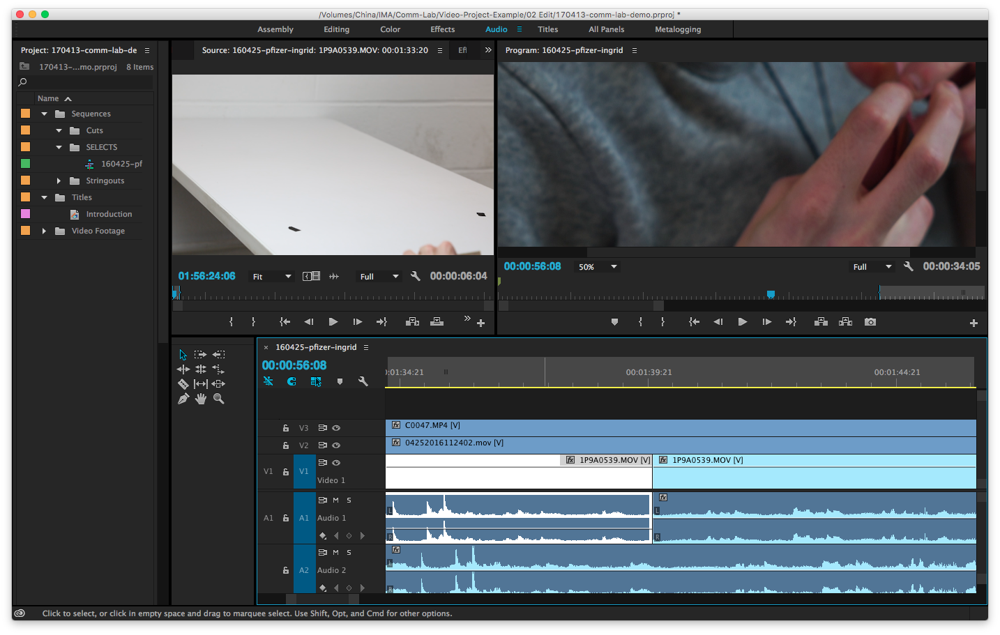 /Volumes/China/IMA/Comm-Lab/Video-Project-Example/02 Edit/170413-comm-lab-demo.prproj *
Assembly Editing Color Effects Audio Titles All Panels Metalogging
Project: 170413-comm-lab-de
170413-...mo.prproj 8 Items
Name
Sequences
Cuts
SELECTS
160425-pf
Stringouts
Titles
Introduction
Video Footage
Source: 160425-pfizer-ingrid: 1P9A0539.MOV: 00:01:33:20
01:56:24:06 Fit Full 00:00:06:04
Program: 160425-pfizer-ingrid
00:00:56:08 50% Full 00:00:34:05
× 160425-pfizer-ingrid
00:00:56:08
:01:34:21 00:01:39:21 00:01:44:21
V3 fx C0047.MP4 [V]
V2 fx 04252016112402.mov [V]
fx 1P9A0539.MOV [V] fx 1P9A0539.MOV [V]
V1 V1
Video 1
M S fx
L L
A1 A1 Audio 1
R R
M S fx
L
A2 Audio 2
R
Click to select, or click in empty space and drag to marquee select. Use Shift, Opt, and Cmd for other options.